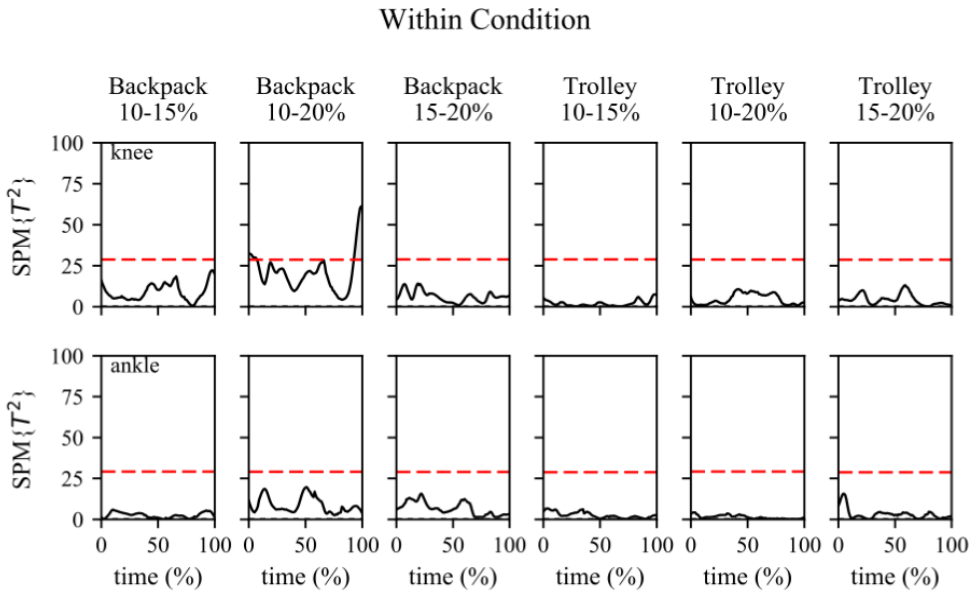 Within Condition
Backpack Backpack Backpack Trolley Trolley Trolley
10-15% 10-20% 15-20% 10-15% 10-20% 15-20%
100
knee
75
50
25
0
SPM{T²}
100
ankle
75
50
25
0
SPM{T²}
0 50 100 0 50 100 0 50 100 0 50 100 0 50 100 0 50 100
time (%) time (%) time (%) time (%) time (%) time (%)